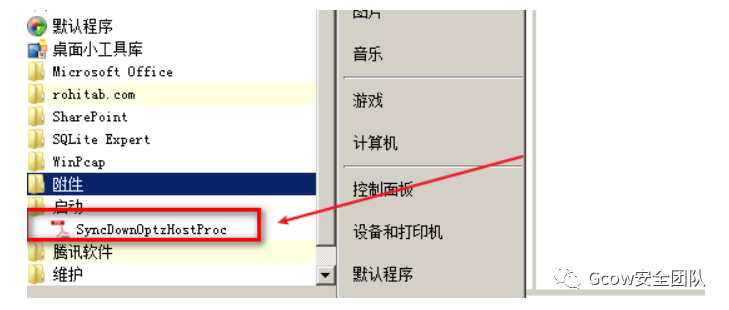 默认程序
桌面小工具库
Microsoft Office
rohitab.com
SharePoint
SQLite Expert
WinPcap
附件
启动
SyncDownOptzHostProc
腾讯软件
维护
图片
音乐
游戏
计算机
控制面板
设备和打印机
默认程序
Gcow安全团队